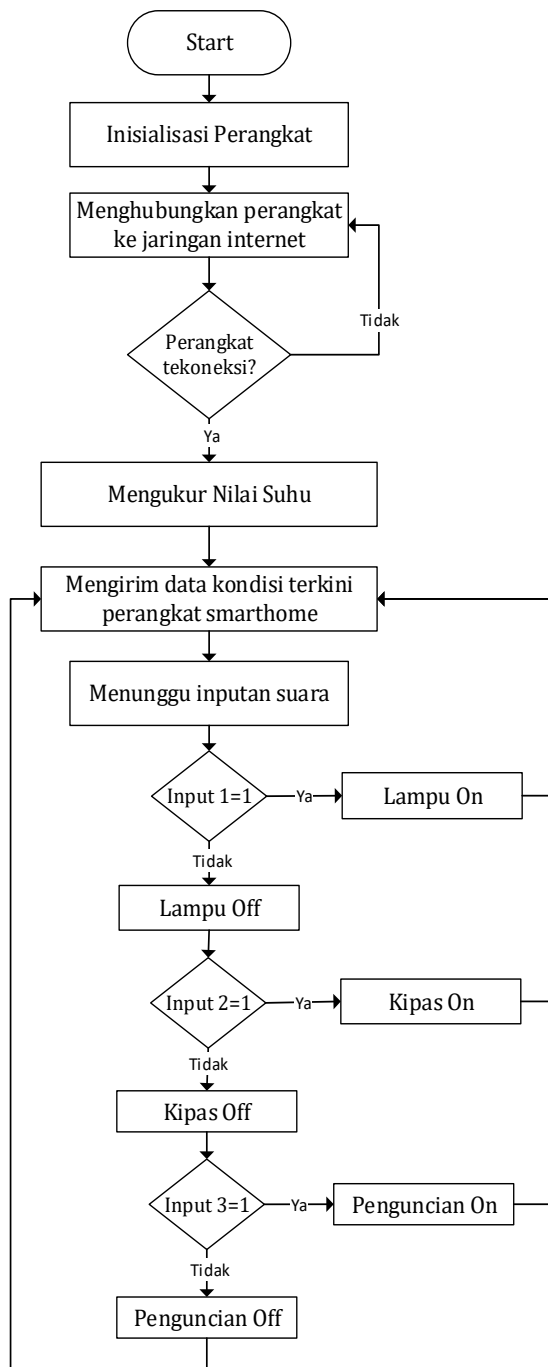 Start
Inisialisasi Perangkat
Menghubungkan perangkat
ke jaringan internet
Perangkat
tekoneksi?
Tidak
Ya
Mengukur Nilai Suhu
Mengirim data kondisi terkini
perangkat smarthome
Menunggu inputan suara
Input 1=1
Ya
Lampu On
Tidak
Lampu Off
Input 2=1
Ya
Kipas On
Tidak
Kipas Off
Input 3=1
Ya
Penguncian On
Tidak
Penguncian Off